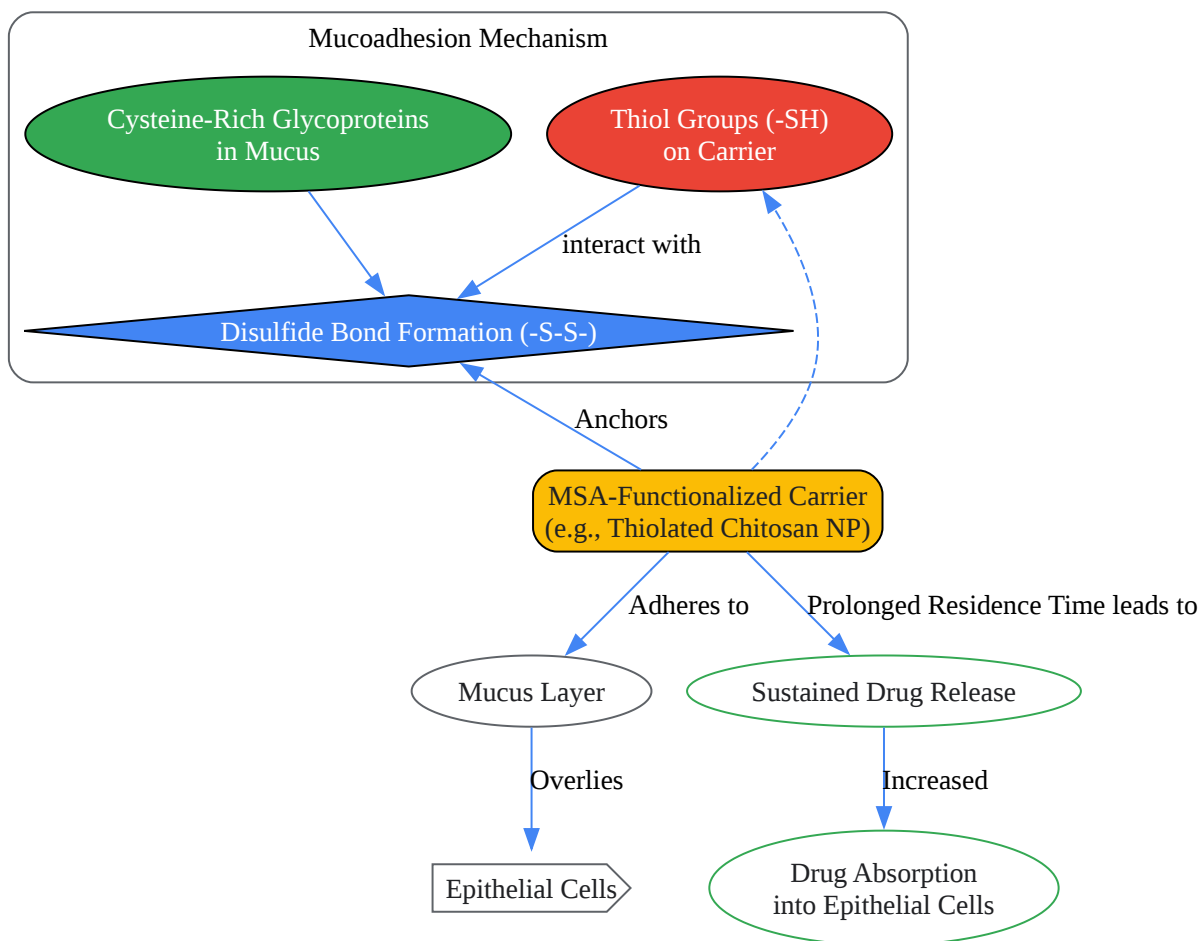 Mucoadhesion Mechanism
Cysteine-Rich Glycoproteins
in Mucus
Thiol Groups (-SH)
on Carrier
interact with
Disulfide Bond Formation (-S-S-)
Anchors
MSA-Functionalized Carrier
(e.g., Thiolated Chitosan NP)
Adheres to
Prolonged Residence Time leads to
Mucus Layer
Sustained Drug Release
Overlies
Increased
Epithelial Cells
Drug Absorption
into Epithelial Cells